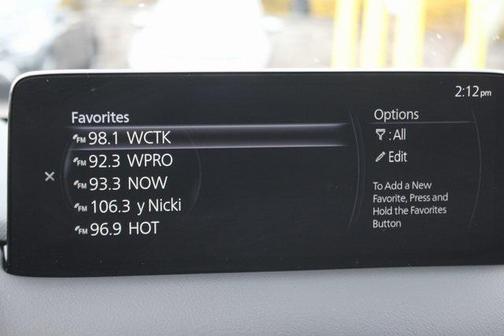 2:12pm
Favorites
FM 98.1 WCTK
FM 92.3 WPRO
FM 93.3 NOW
FM 106.3 y Nicki
FM 96.9 HOT
Options
: All
Edit
To Add a New
Favorite, Press and
Hold the Favorites
Button